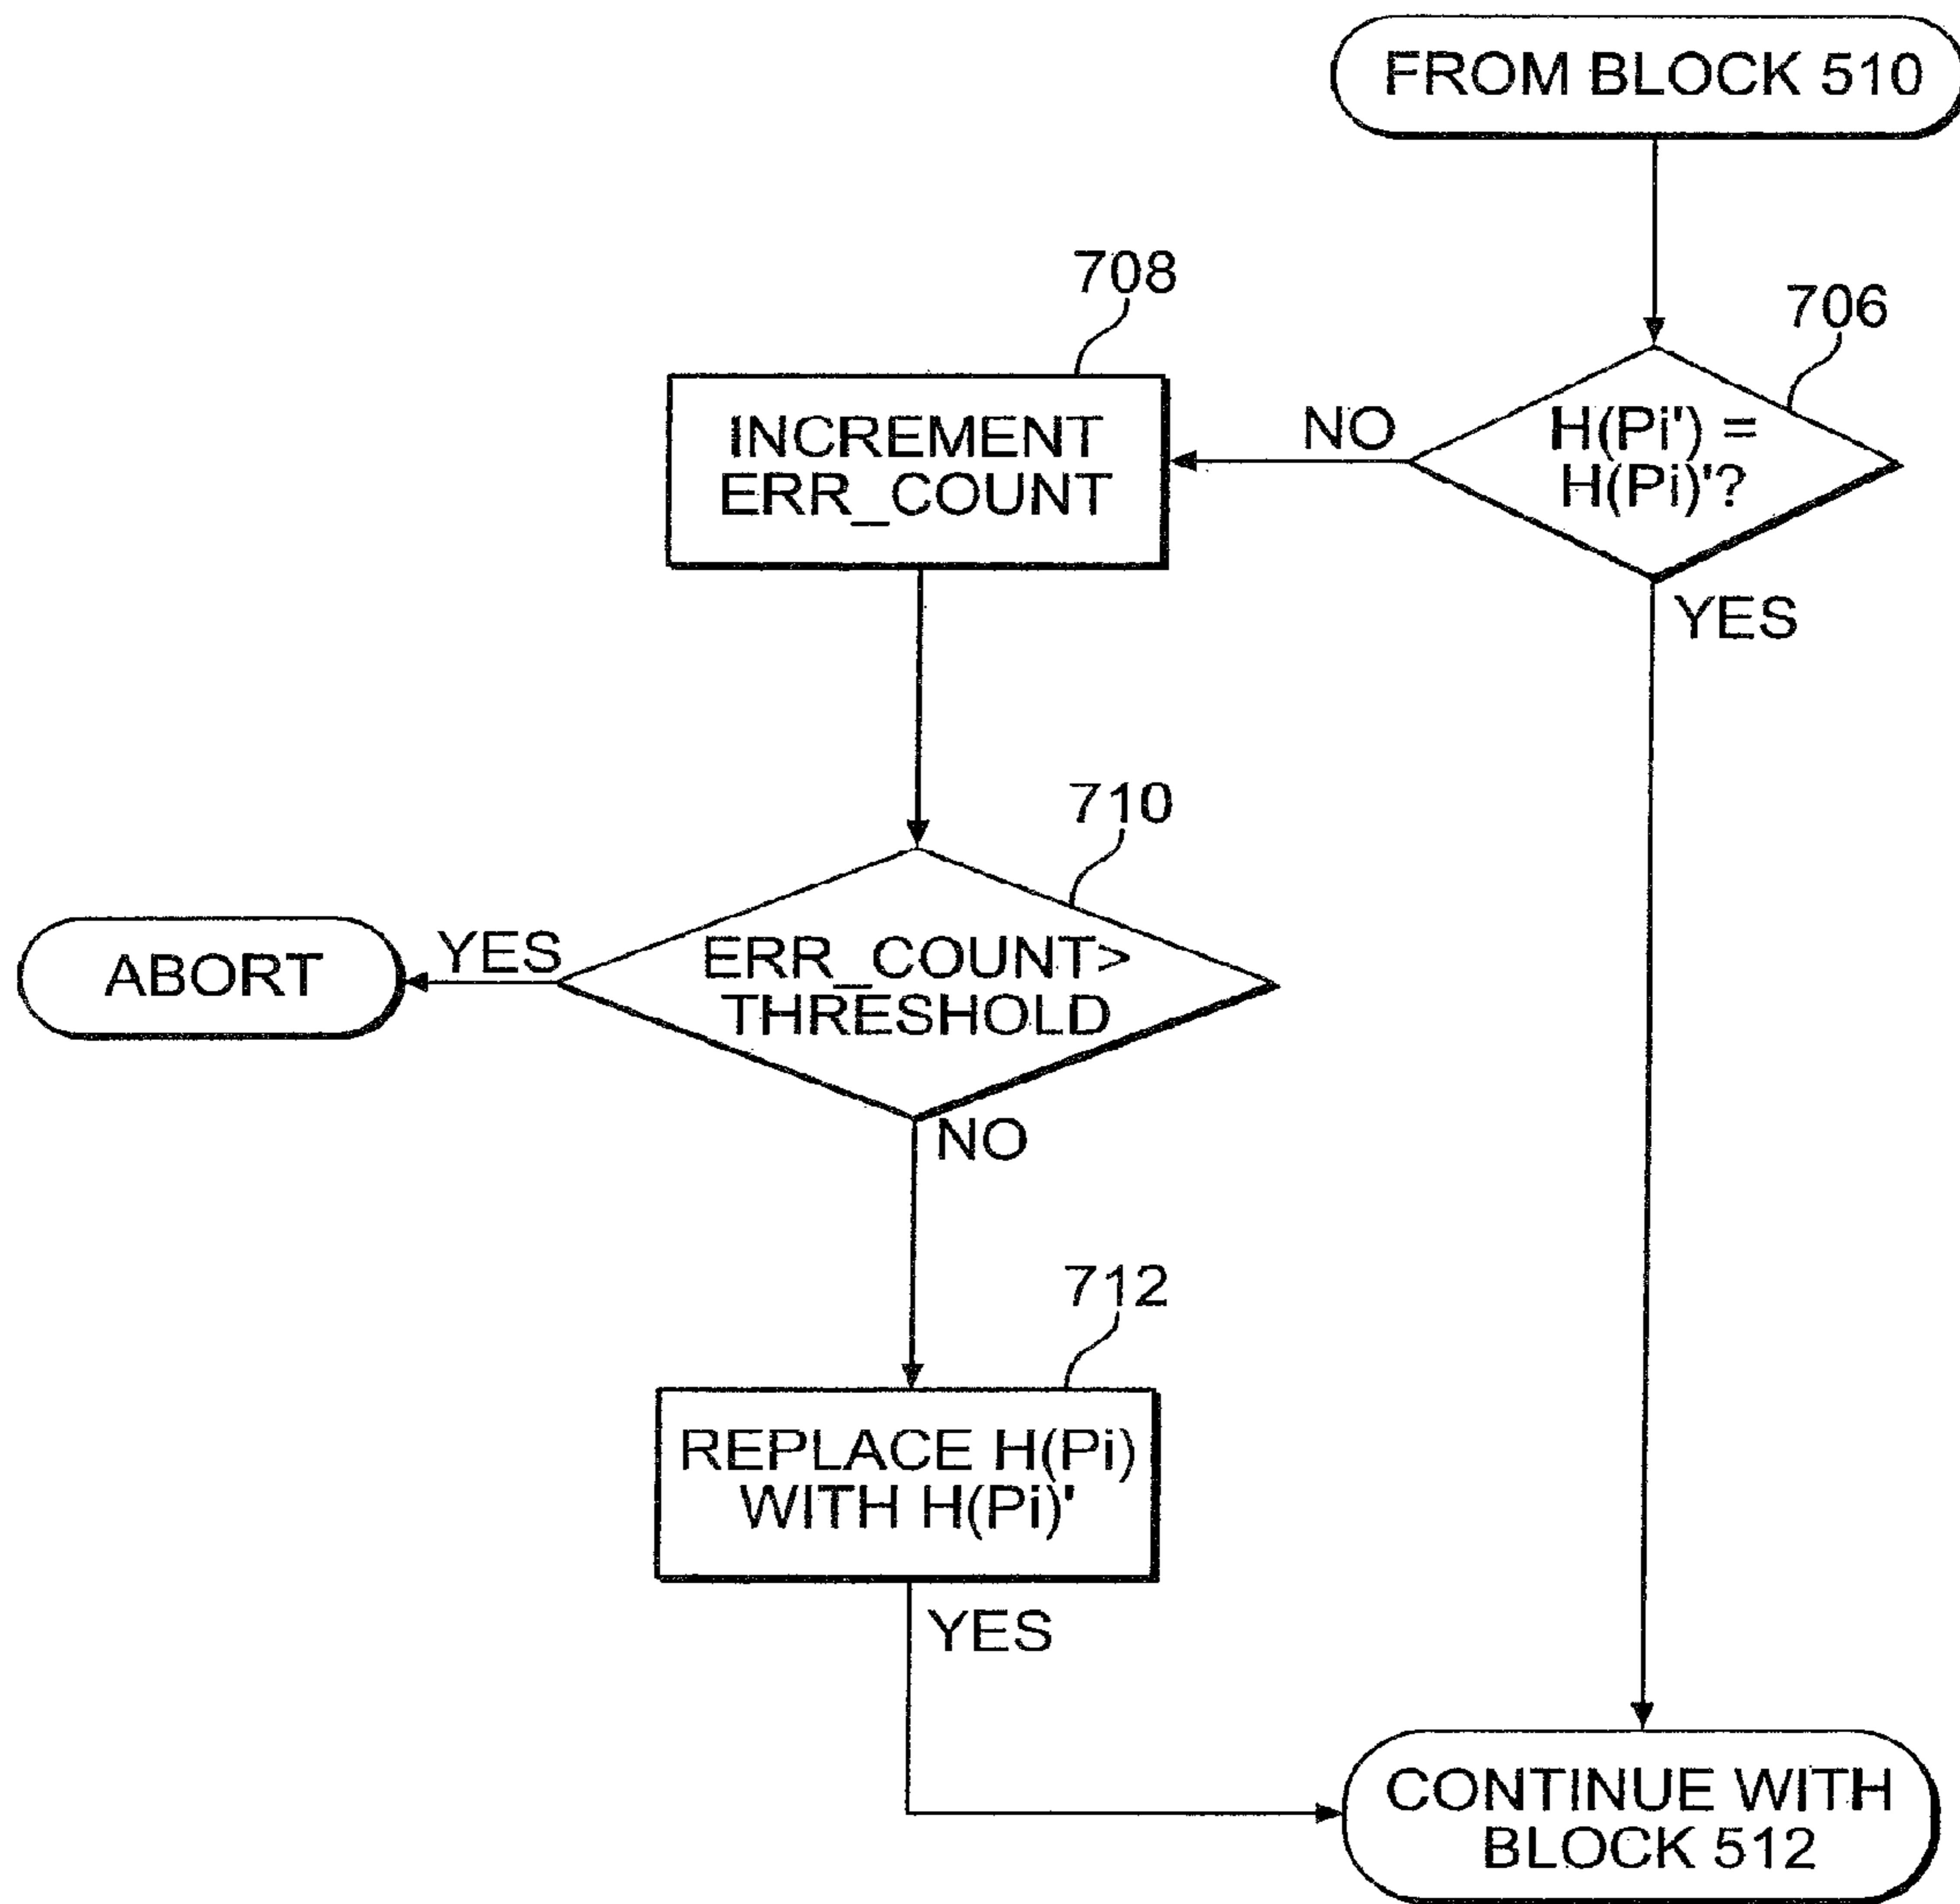 FROM BLOCK 510
708
706
INCREMENT
ERR_COUNT
NO
H(Pi') =
H(Pi)'?
YES
710
ABORT
YES
ERR_COUNT>
THRESHOLD
NO
712
REPLACE H(Pi)
WITH H(Pi)'
YES
CONTINUE WITH
BLOCK 512